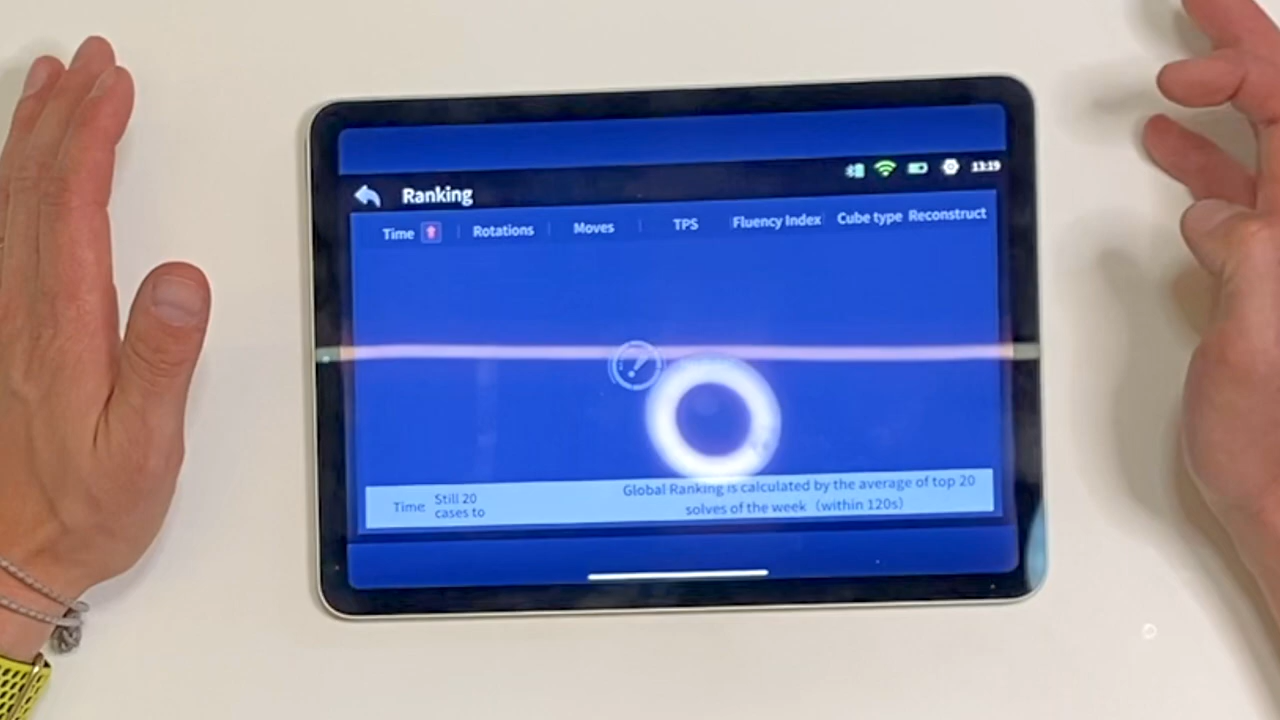 13:19
Ranking
Time Rotations Moves TPS Fluency Index Cube type Reconstruct
Time Still 20 cases to
Global Ranking is calculated by the average of top 20
solves of the week (within 120s)